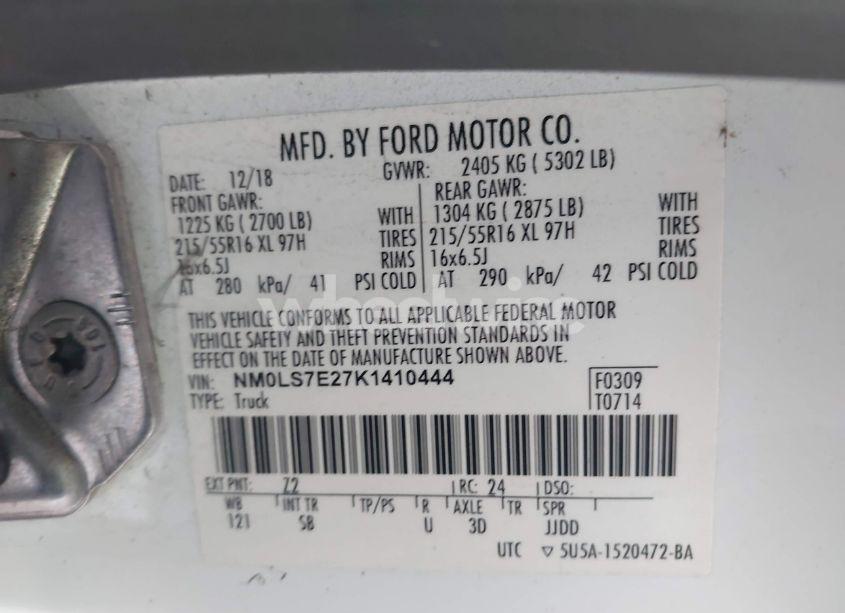 MFD. BY FORD MOTOR CO.
DATE: 12/18 GVWR: 2405 KG ( 5302 LB)
FRONT GAWR: REAR GAWR:
1225 KG ( 2700 LB) WITH 1304 KG ( 2875 LB) WITH
215/55R16 XL 97H TIRES 215/55R16 XL 97H TIRES
16x6.5J RIMS 16x6.5J RIMS
AT 280 kPa/ 41 PSI COLD AT 290 kPa/ 42 PSI COLD
THIS VEHICLE CONFORMS TO ALL APPLICABLE FEDERAL MOTOR
VEHICLE SAFETY AND THEFT PREVENTION STANDARDS IN
EFFECT ON THE DATE OF MANUFACTURE SHOWN ABOVE.
VIN: NM0LS7E27K1410444 F0309
TYPE: Truck T0714
EXT PNT: Z2 RC: 24 DSO:
WB INT TR TP/PS R AXLE TR SPR
121 SB U 3D JJDD
UTC ▽ 5U5A-1520472-BA